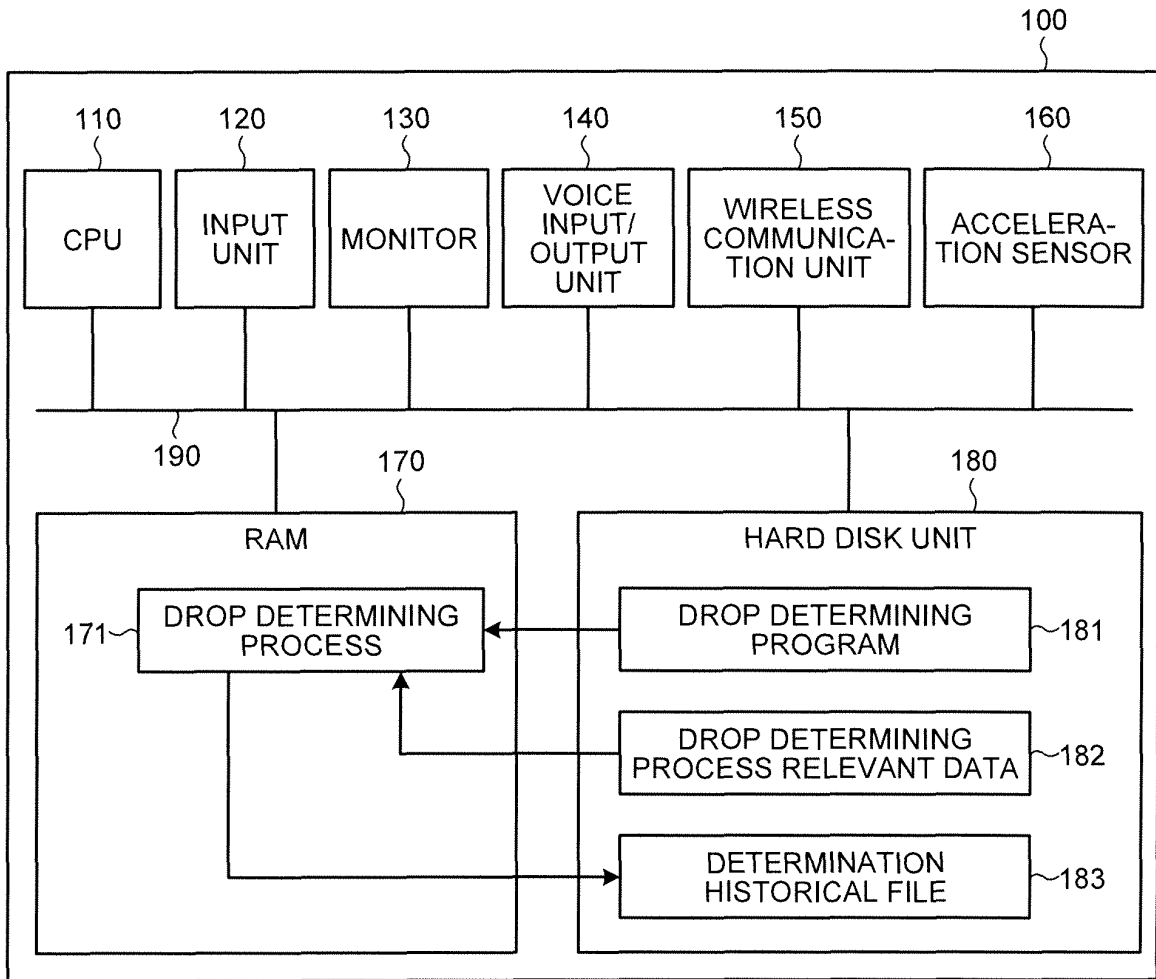 100
110
120
130
140
150
160
CPU
INPUT
UNIT
MONITOR
VOICE
INPUT/
OUTPUT
UNIT
WIRELESS
COMMUNICA-
TION UNIT
ACCELERA-
TION SENSOR
190
170
180
RAM
HARD DISK UNIT
171
DROP DETERMINING
PROCESS
DROP DETERMINING
PROGRAM
181
DROP DETERMINING
PROCESS RELEVANT DATA
182
DETERMINATION
HISTORICAL FILE
183